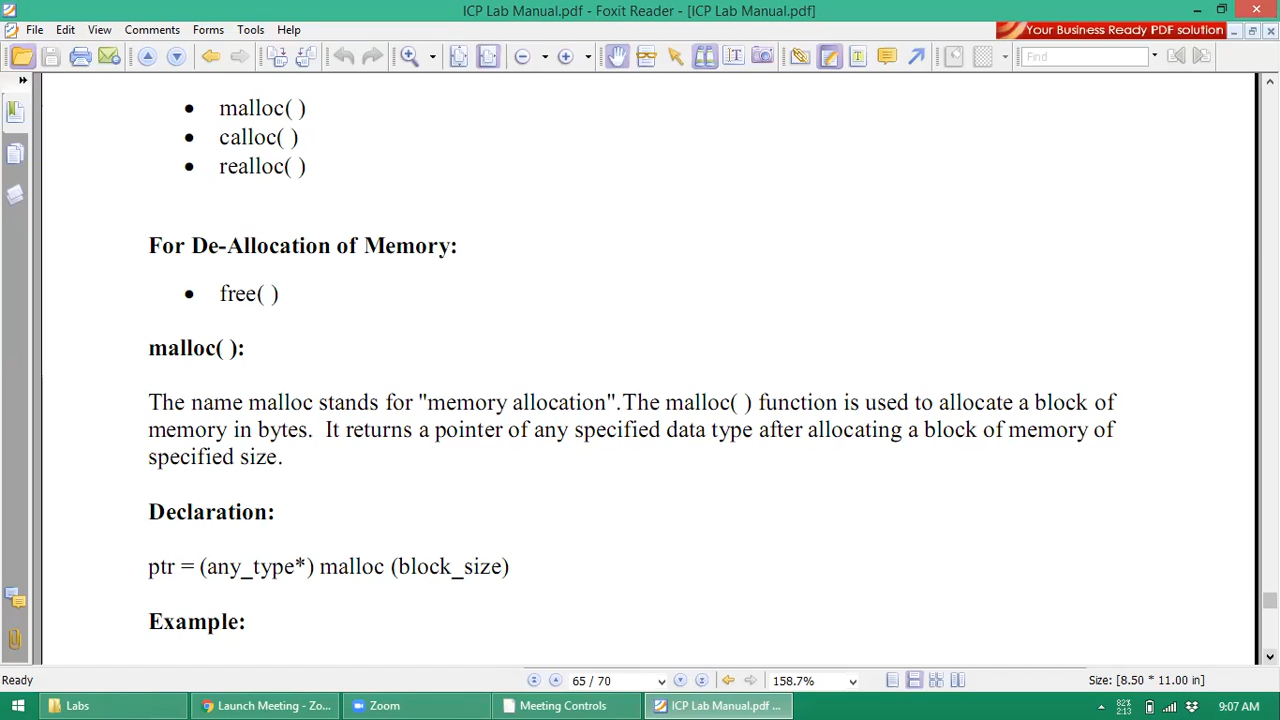 ICP Lab Manual.pdf - Foxit Reader - [ICP Lab Manual.pdf]
File Edit View Comments Forms Tools Help
Your Business Ready PDF solution
Find
• malloc( )
• calloc( )
• realloc( )
For De-Allocation of Memory:
• free( )
malloc( ):
The name malloc stands for "memory allocation".The malloc( ) function is used to allocate a block of
memory in bytes. It returns a pointer of any specified data type after allocating a block of memory of
specified size.
Declaration:
ptr = (any_type*) malloc (block_size)
Example:
Ready 65 / 70 158.7% Size: [8.50 * 11.00 in]
Labs Launch Meeting - Zo... Zoom Meeting Controls ICP Lab Manual.pdf ... 82% 2:13 9:07 AM